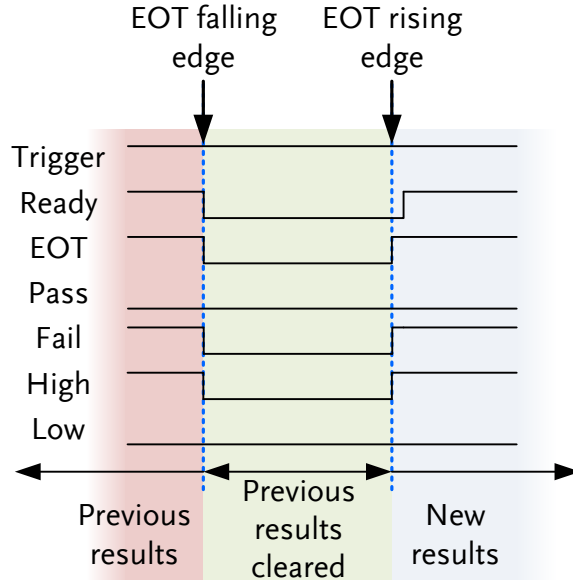 EOT falling
edge
EOT rising
edge
Trigger
Ready
EOT
Pass
Fail
High
Low
Previous
results
Previous
results
cleared
New
results